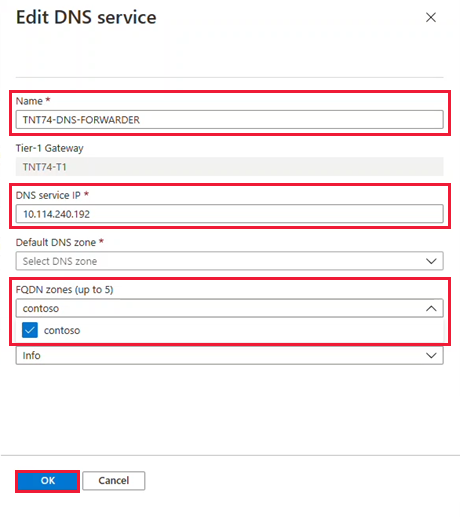 Edit DNS service
Name *
TNT74-DNS-FORWARDER
Tier-1 Gateway
TNT74-T1
DNS service IP *
10.114.240.192
Default DNS zone *
Select DNS zone
FQDN zones (up to 5)
contoso
contoso
Info
OK Cancel